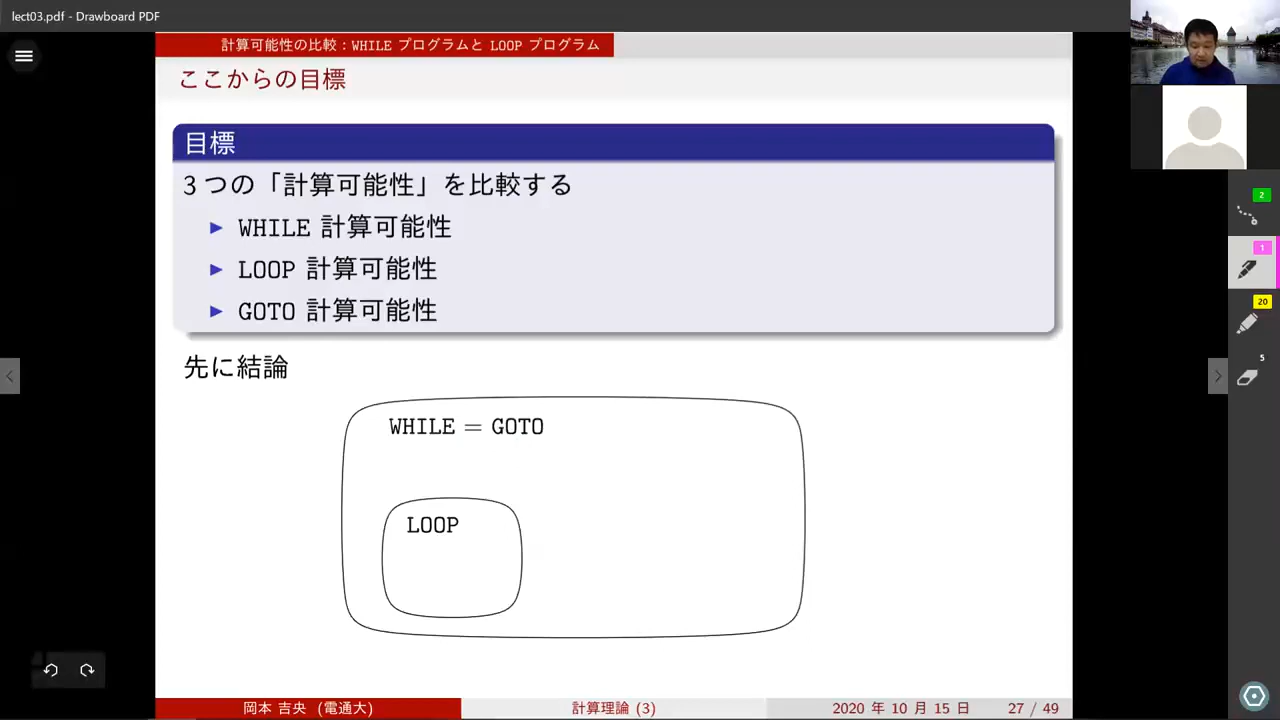 lect03.pdf - Drawboard PDF
計算可能性の比較：WHILE プログラムと LOOP プログラム
ここからの目標
目標
3 つの「計算可能性」を比較する
▶ WHILE 計算可能性
▶ LOOP 計算可能性
▶ GOTO 計算可能性
先に結論
WHILE = GOTO
LOOP
岡本 吉央 (電通大)
計算理論 (3)
2020 年 10 月 15 日
27 / 49
2
1
20
5